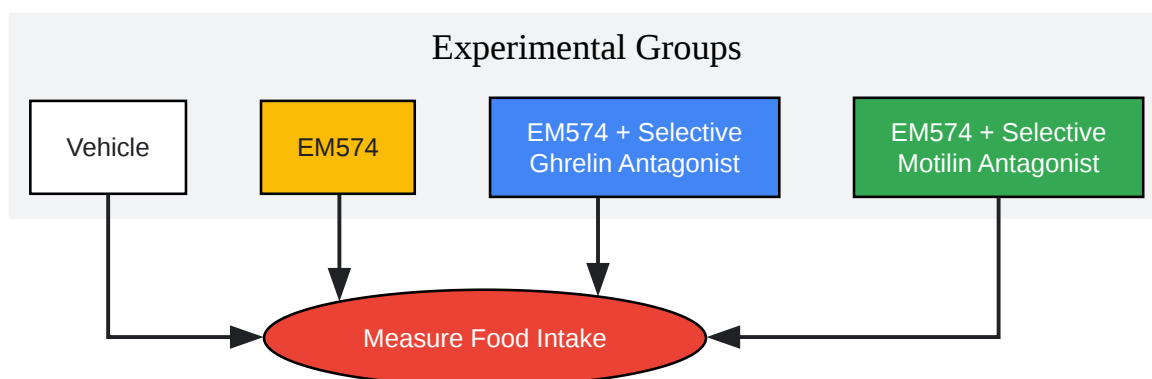 Experimental Groups
Vehicle
EM574
EM574 + Selective
Ghrelin Antagonist
EM574 + Selective
Motilin Antagonist
Measure Food Intake